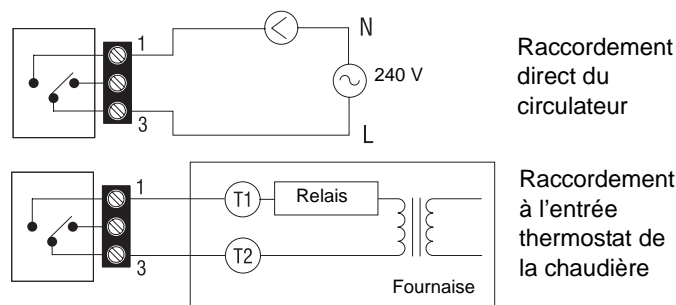 1
N
240 V
3
L
Raccordement
direct du
circulateur
1
T1
Relais
3
T2
Fournaise
Raccordement
à l'entrée
thermostat de
la chaudière